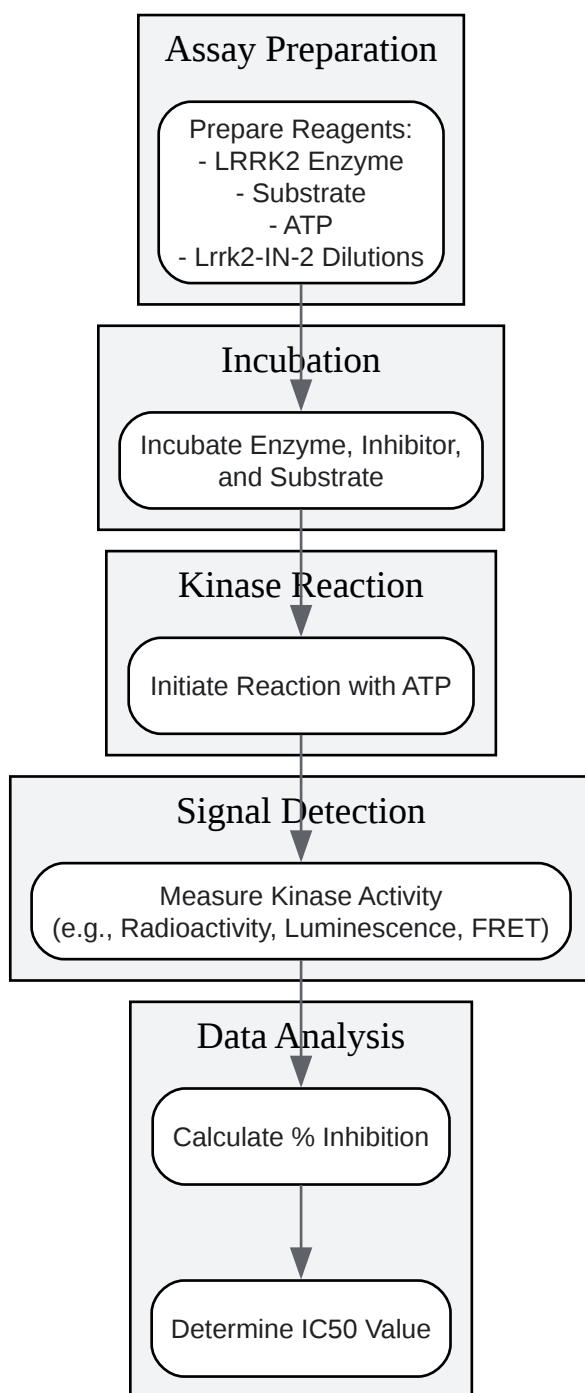 Assay Preparation
Prepare Reagents:
- LRRK2 Enzyme
- Substrate
- ATP
- Lrrk2-IN-2 Dilutions
Incubation
Incubate Enzyme, Inhibitor,
and Substrate
Kinase Reaction
Initiate Reaction with ATP
Signal Detection
Measure Kinase Activity
(e.g., Radioactivity, Luminescence, FRET)
Data Analysis
Calculate % Inhibition
Determine IC50 Value